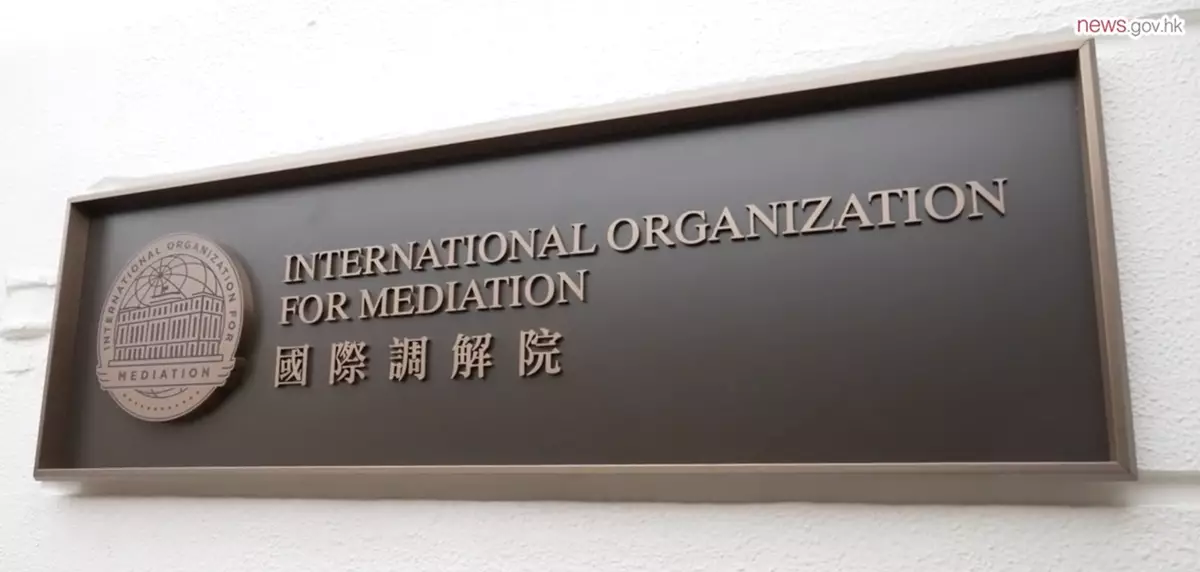 news.gov.hk
INTERNATIONAL ORGANIZATION
FOR MEDIATION
國際調解院
INTERNATIONAL ORGANIZATION FOR
MEDIATION